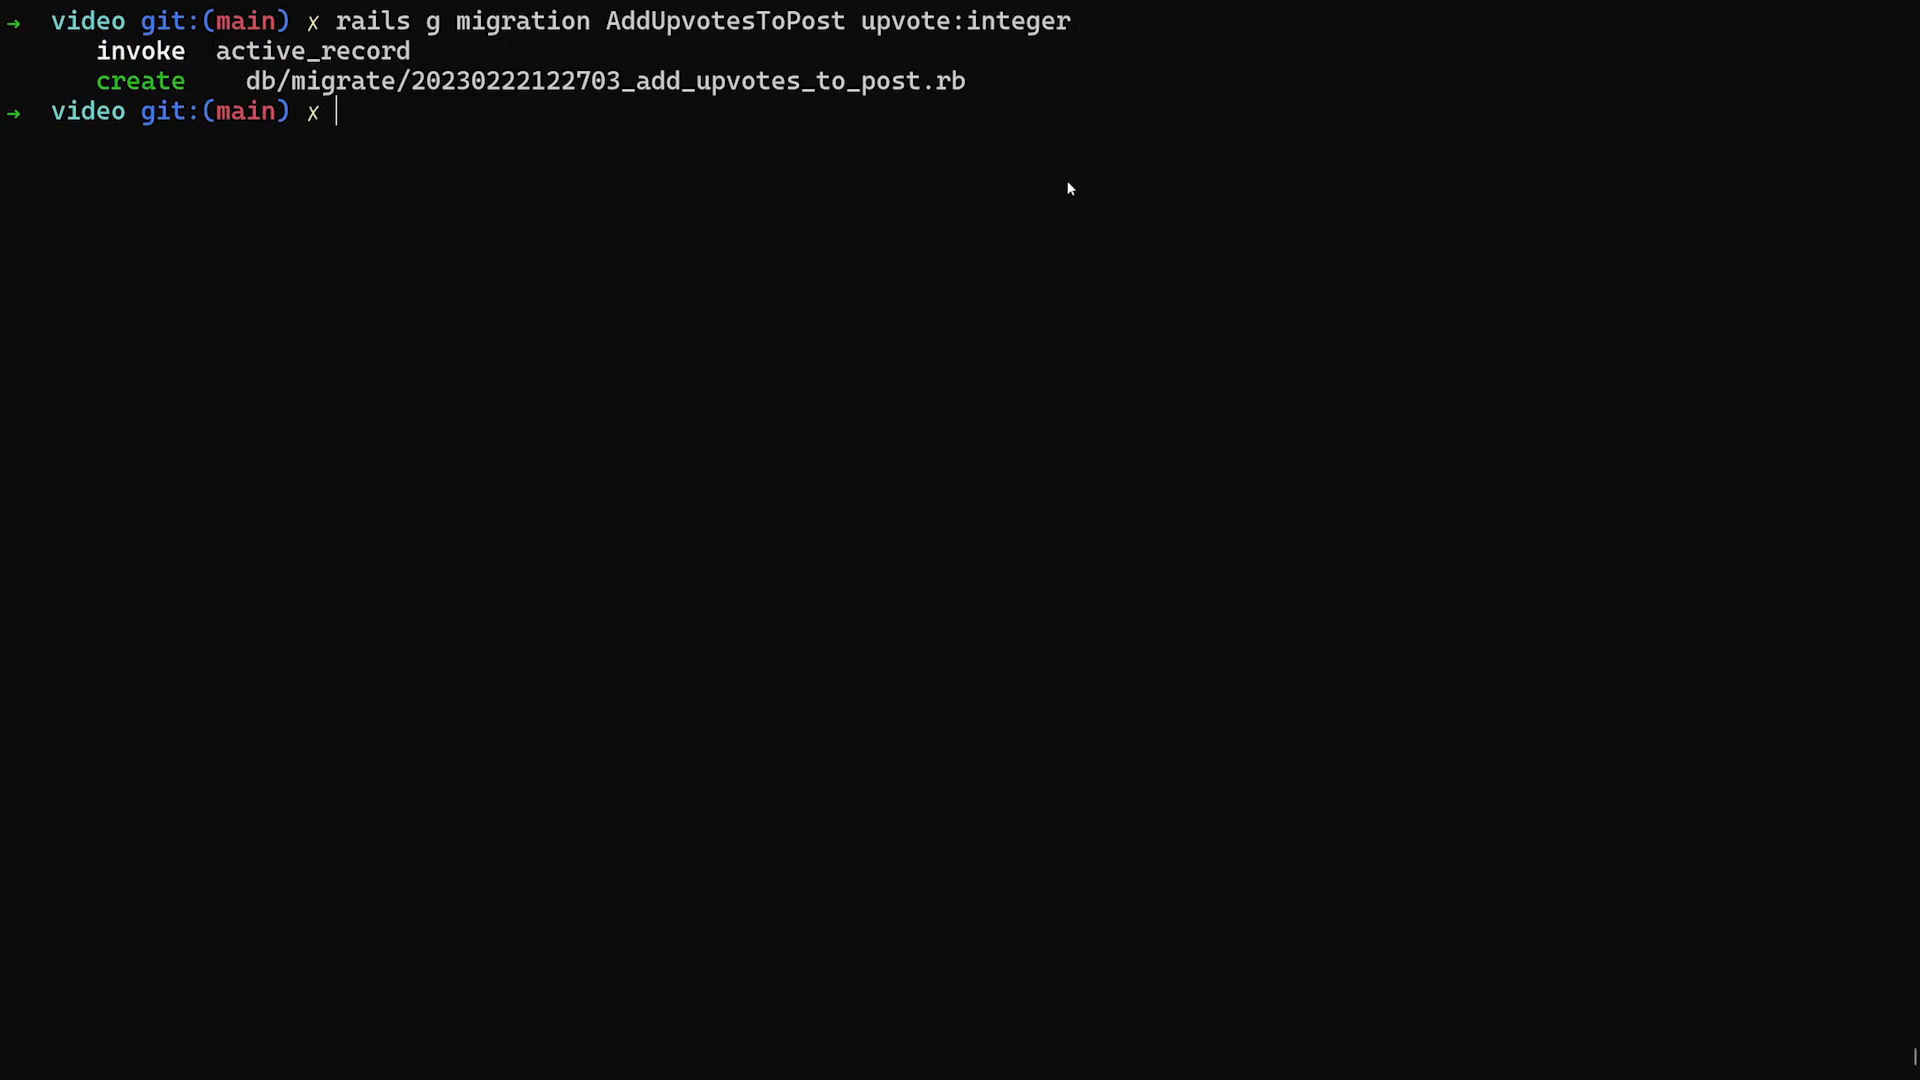 → video git:(main) ✗ rails g migration AddUpvotesToPost upvote:integer
invoke active_record
create db/migrate/20230222122703_add_upvotes_to_post.rb
→ video git:(main) ✗